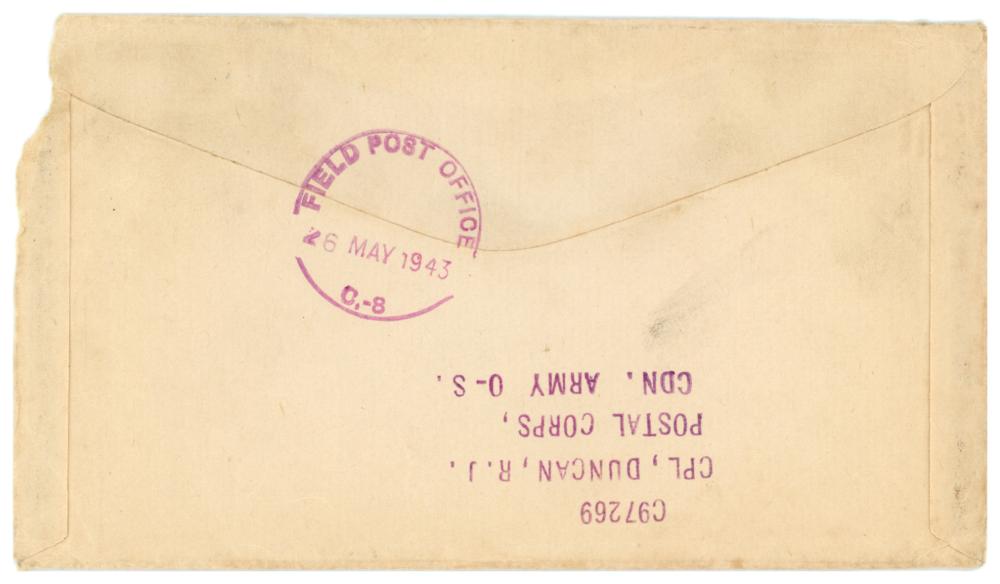 FIELD POST OFFICE
26 MAY 1943
C.-8
C97269
CPL, DUNCAN, R.J.
POSTAL CORPS,
CDN. ARMY O-S.